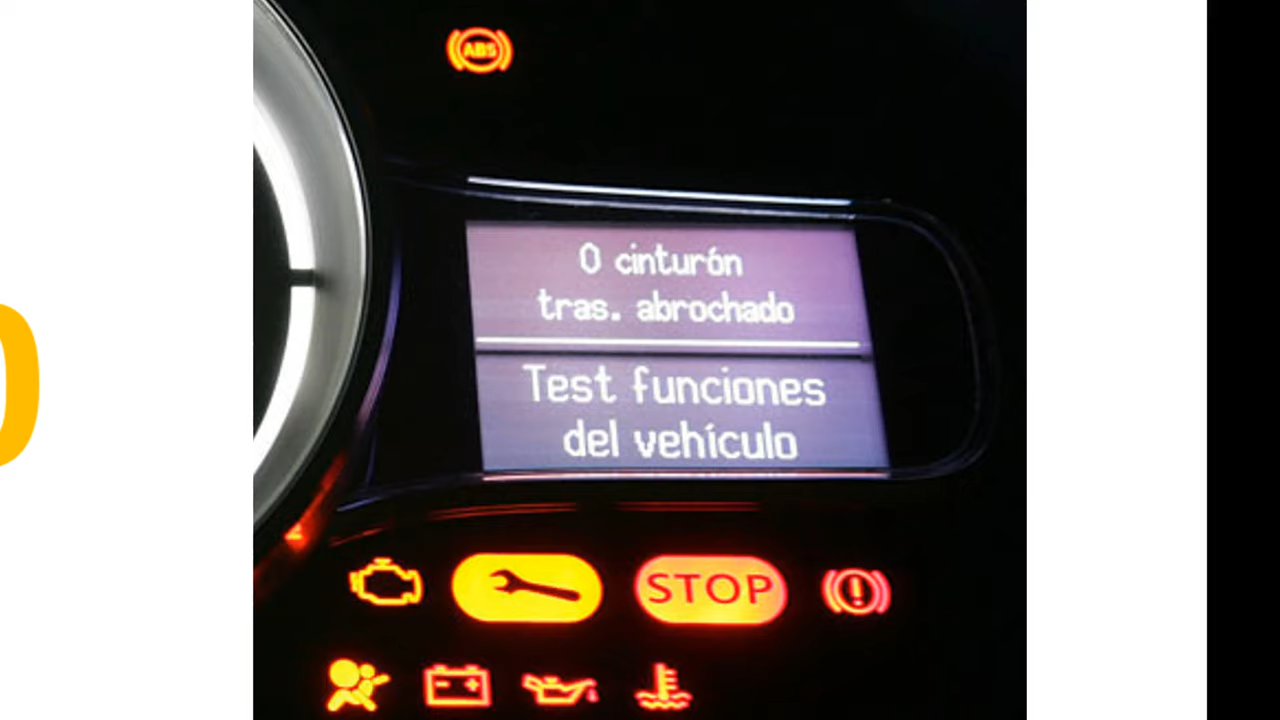 ABS
0 cinturón
tras. abrochado
Test funciones
del vehículo
STOP